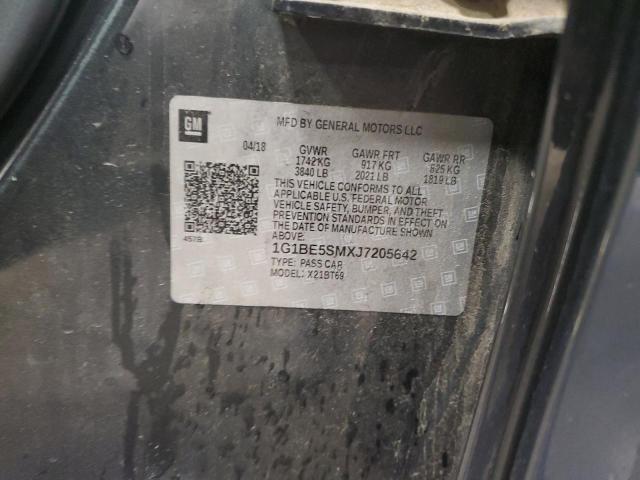 GM
MFD BY GENERAL MOTORS LLC
04/18 GVWR GAWR FRT GAWR RR
1742 KG 917 KG 825 KG
3840 LB 2021 LB 1819 LB
THIS VEHICLE CONFORMS TO ALL
APPLICABLE U.S. FEDERAL MOTOR
VEHICLE SAFETY, BUMPER, AND THEFT
PREVENTION STANDARDS IN EFFECT ON
THE DATE OF MANUFACTURE SHOWN
ABOVE.
1G1BE5SMXJ7205642
TYPE: PASS CAR
MODEL: X21BT69